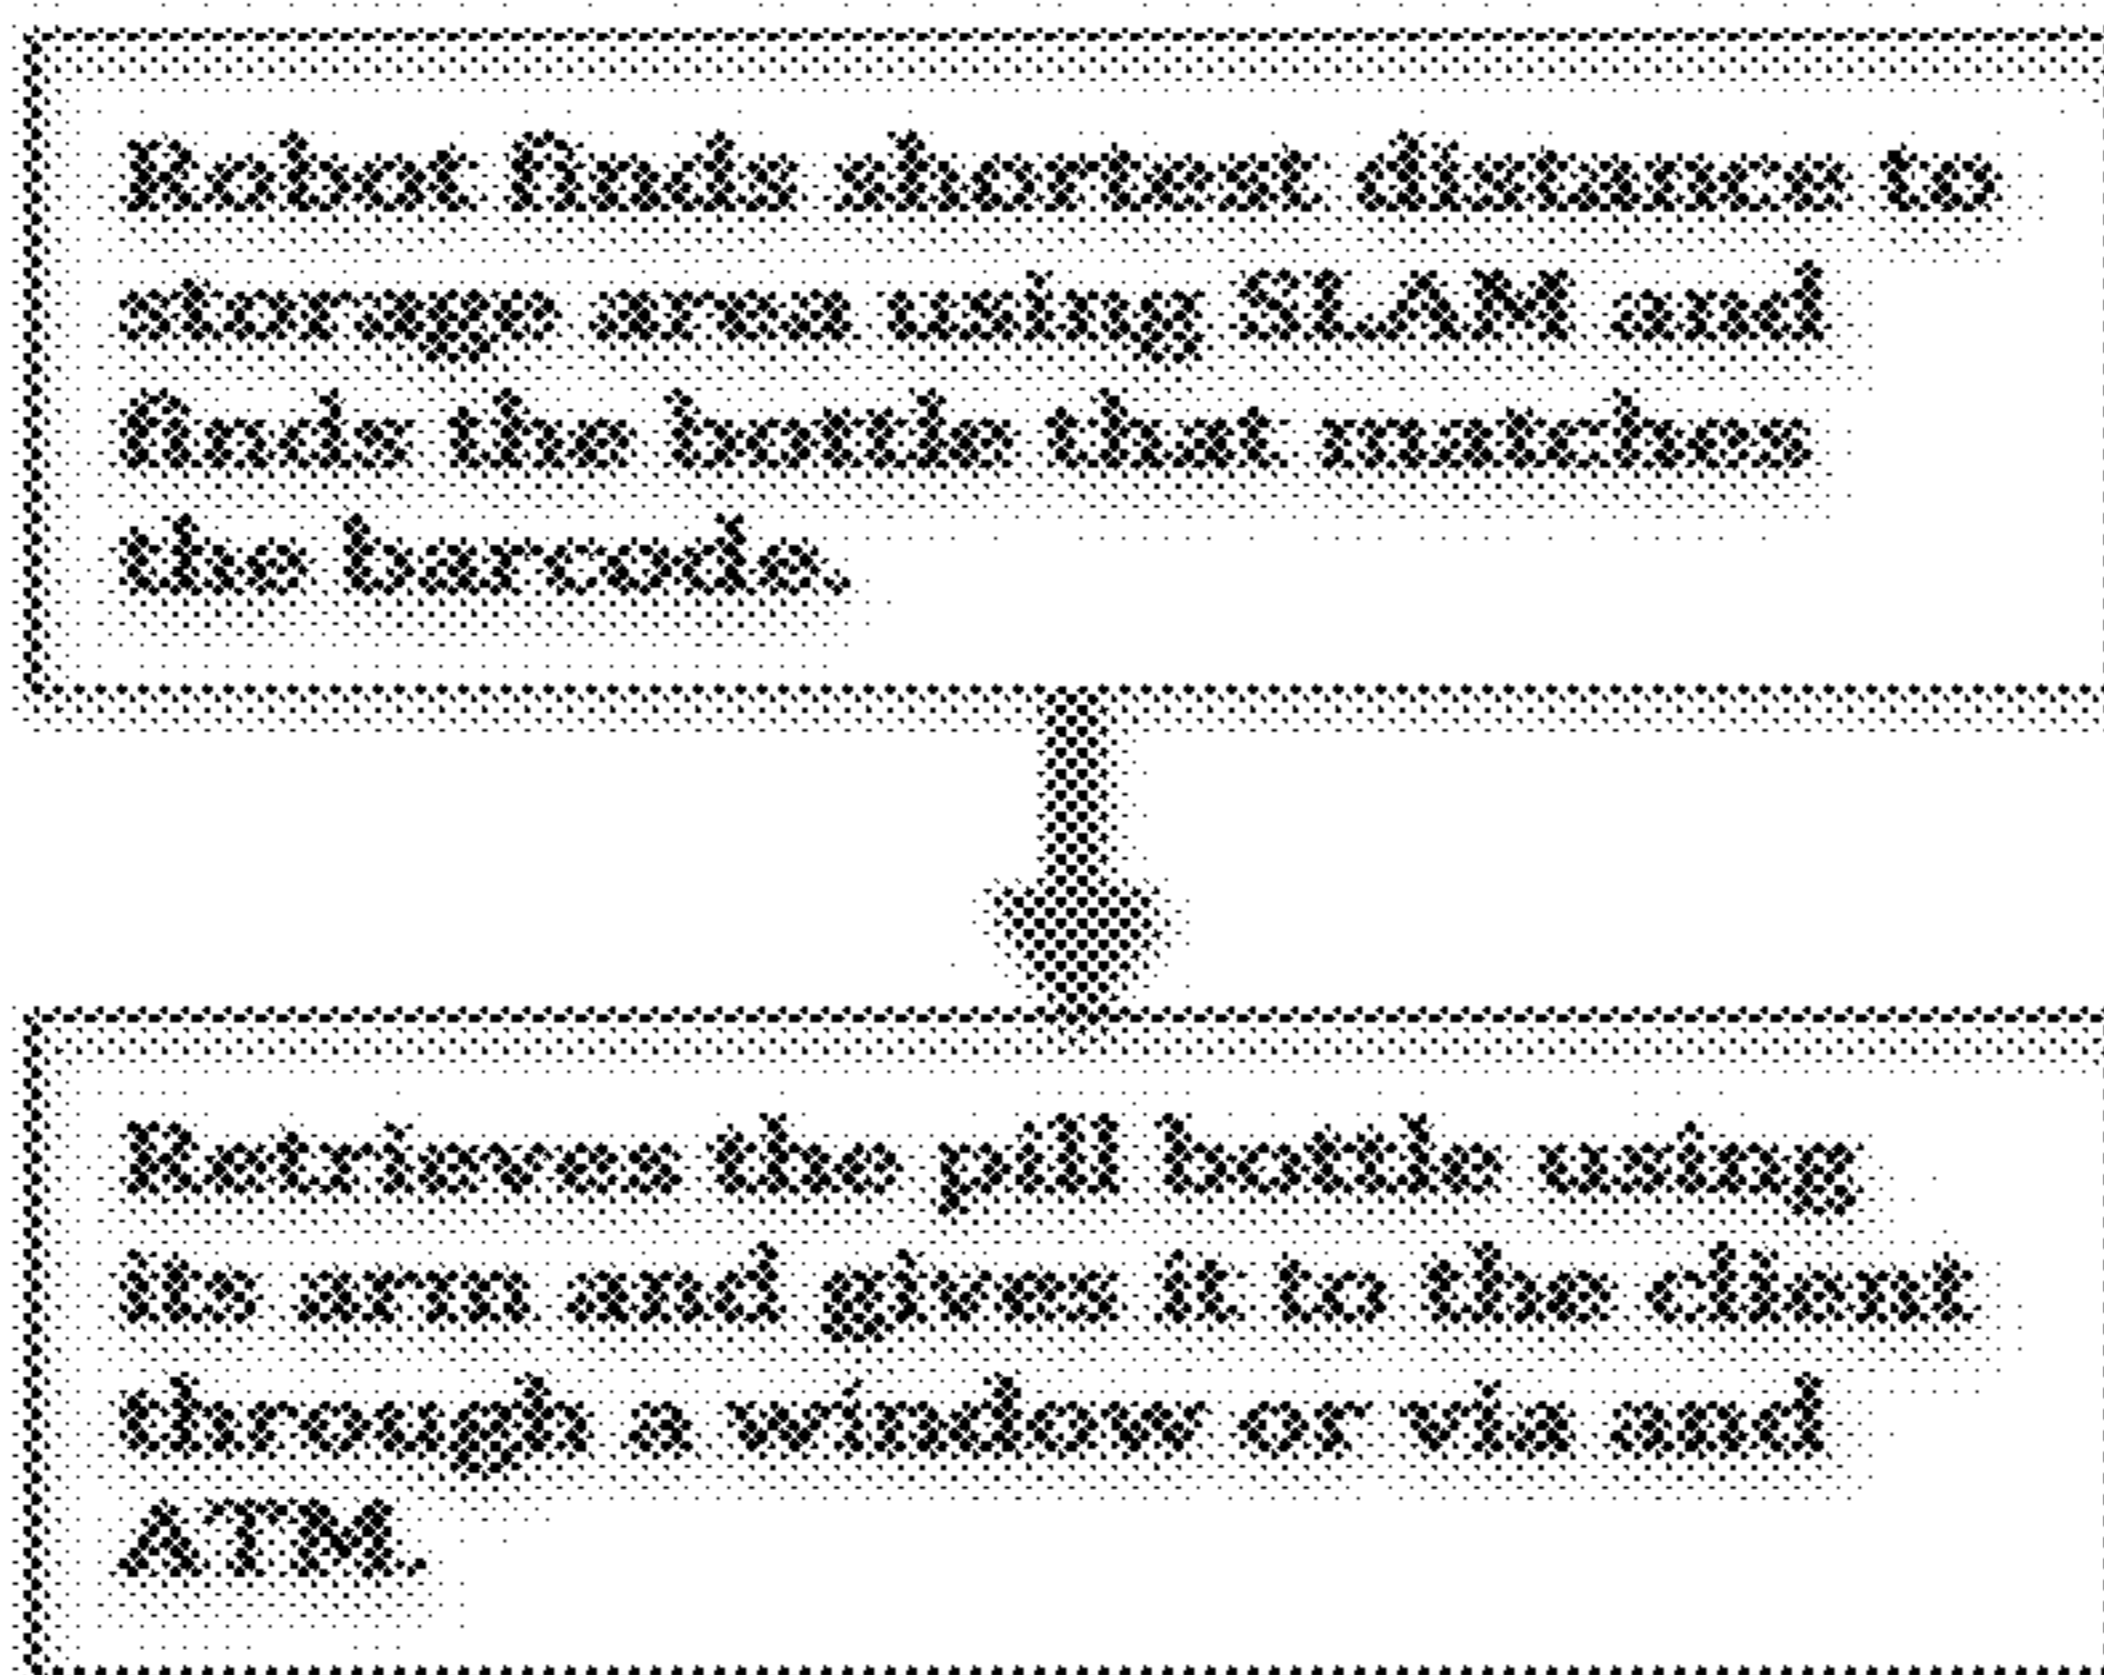 Robot finds shortest distance to
storage area using SLAM and
finds the bottle that matches
the barcode.
Retrieves the pill bottle using
its arm and gives it to the client
through a window or via and
ATM.